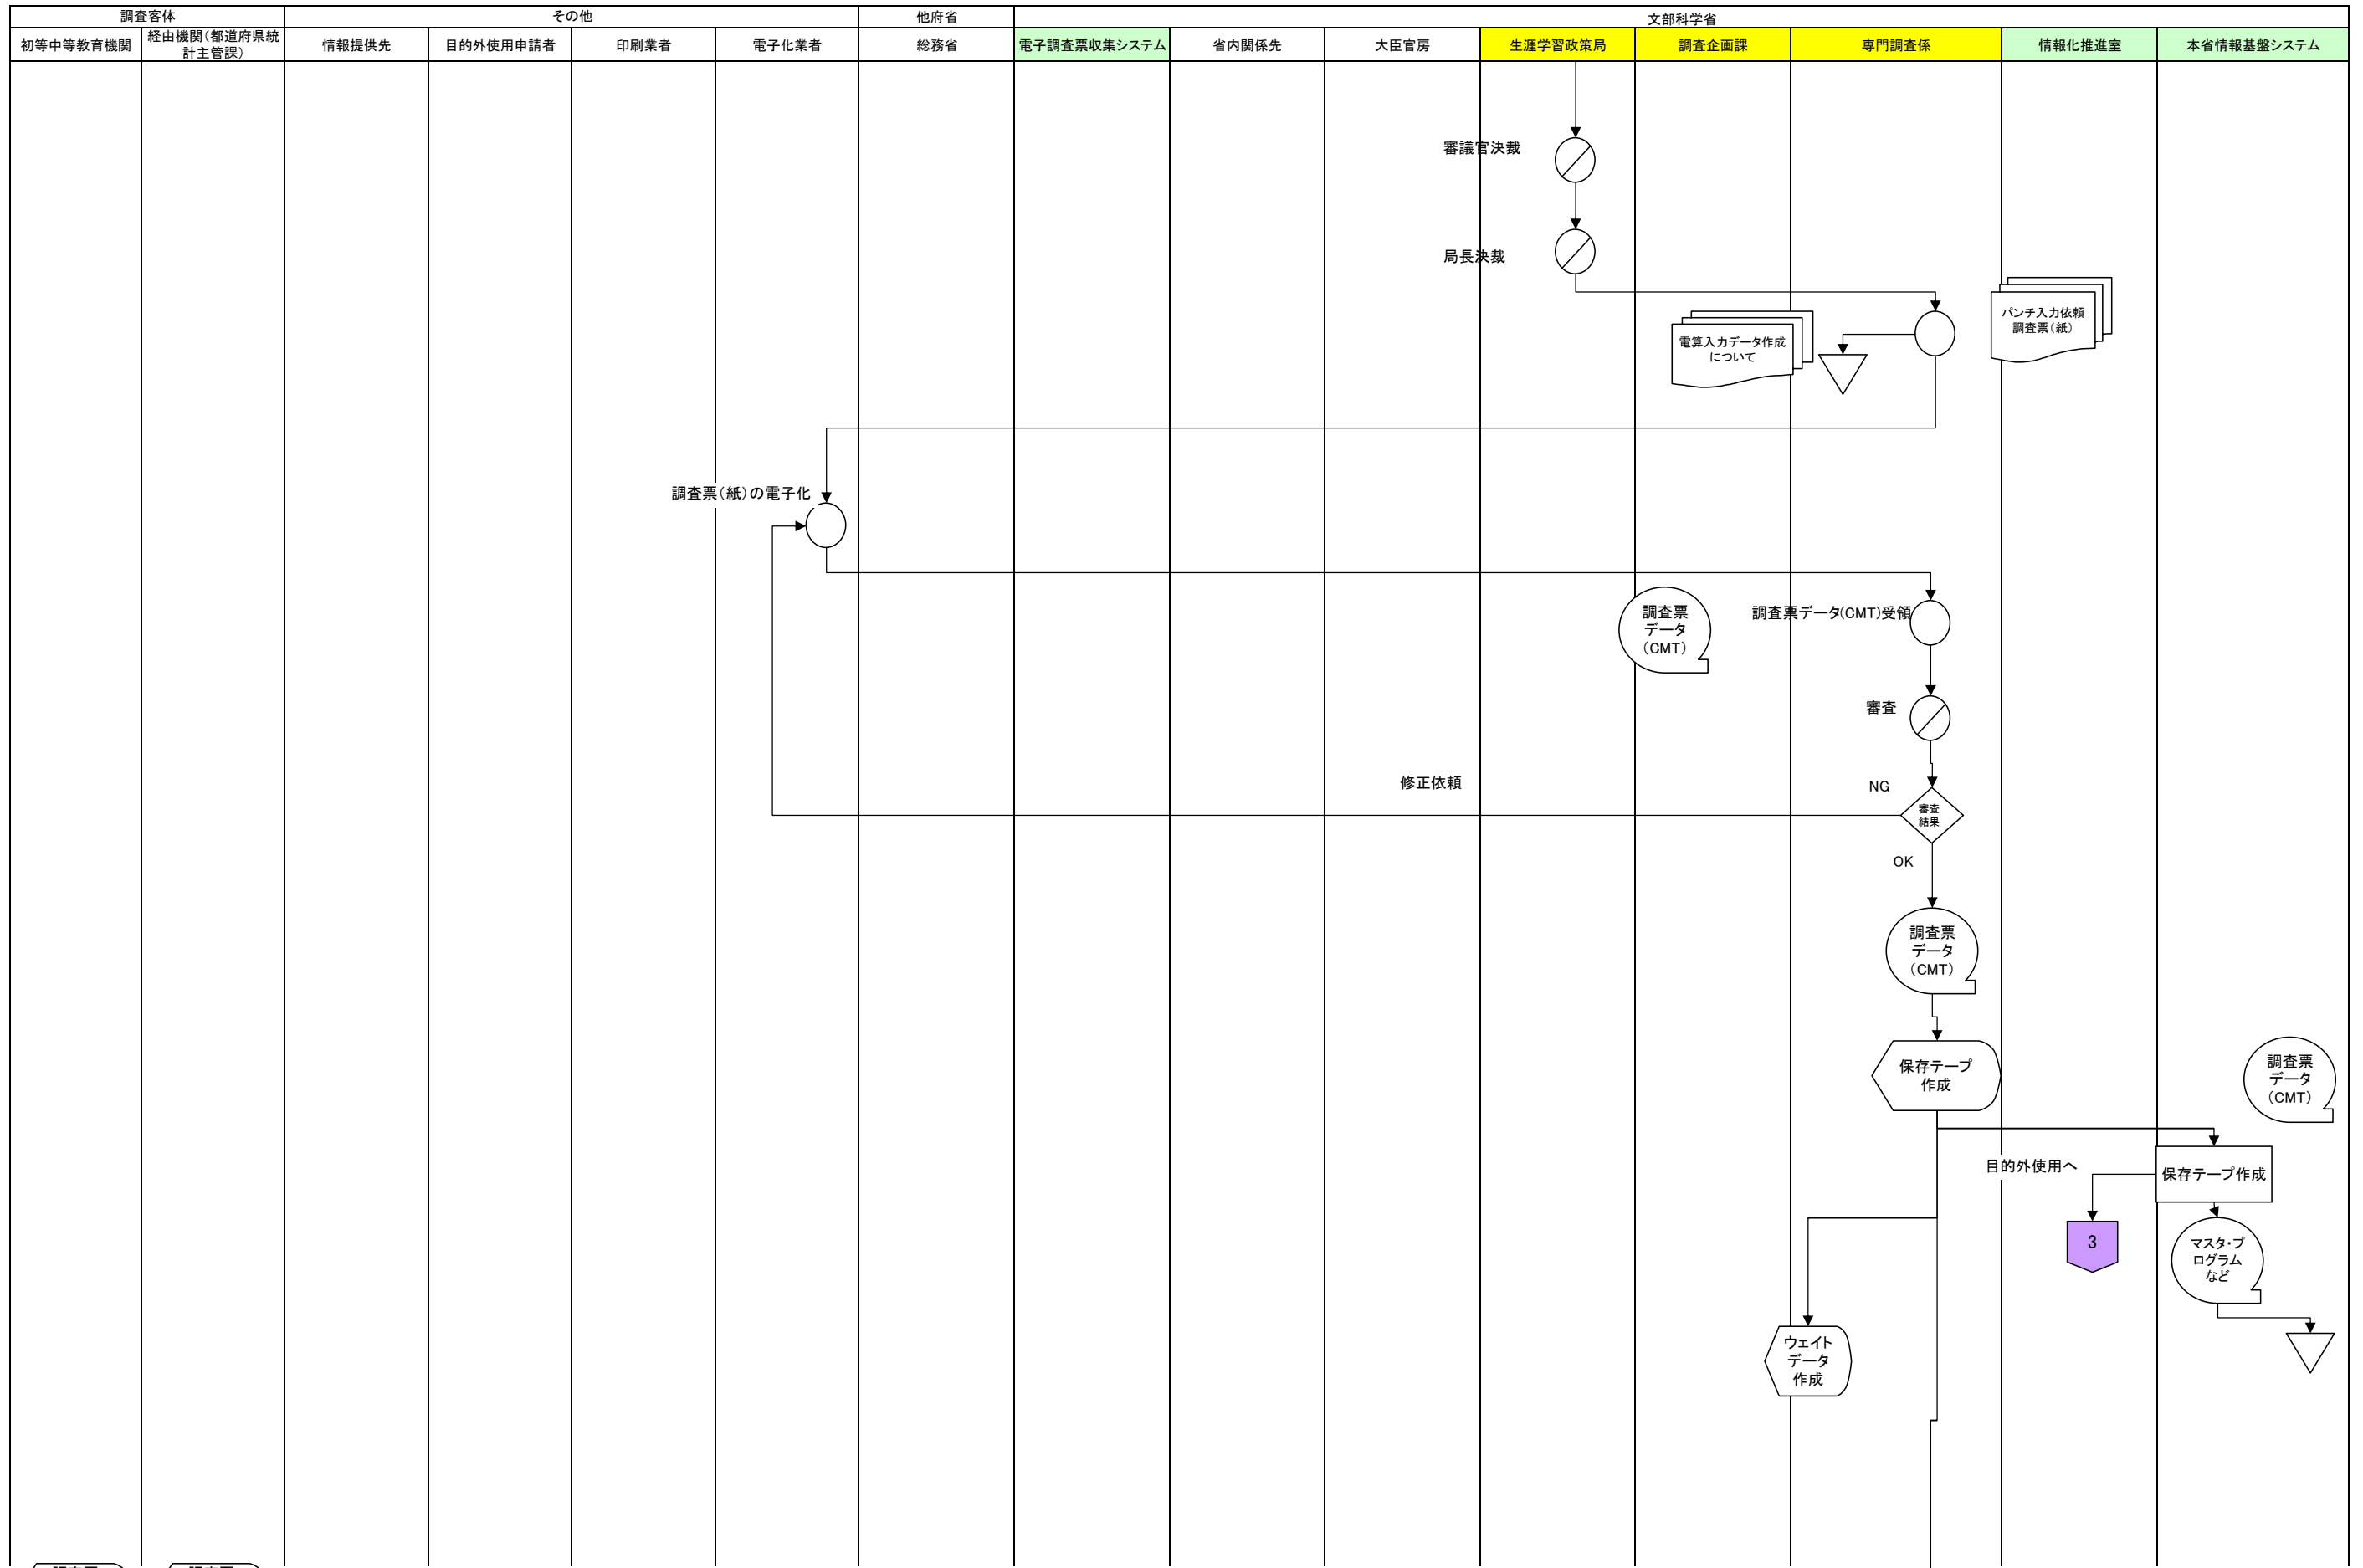 調査客体
その他
他府省
文部科学省
初等中等教育機関
経由機関(都道府県統
計主管課)
情報提供先
目的外使用申請者
印刷業者
電子化業者
総務省
電子調査票収集システム
省内関係先
大臣官房
生涯学習政策局
調査企画課
専門調査係
情報化推進室
本省情報基盤システム
審議官決裁
局長決裁
電算入力データ作成
について
パンチ入力依頼
調査票(紙)
調査票(紙)の電子化
調査票
データ
(CMT)
調査票データ(CMT)受領
審査
修正依頼
NG
審査
結果
OK
調査票
データ
(CMT)
保存テープ
作成
調査票
データ
(CMT)
目的外使用へ
保存テープ作成
3
マスタ・プ
ログラム
など
ウェイト
データ
作成